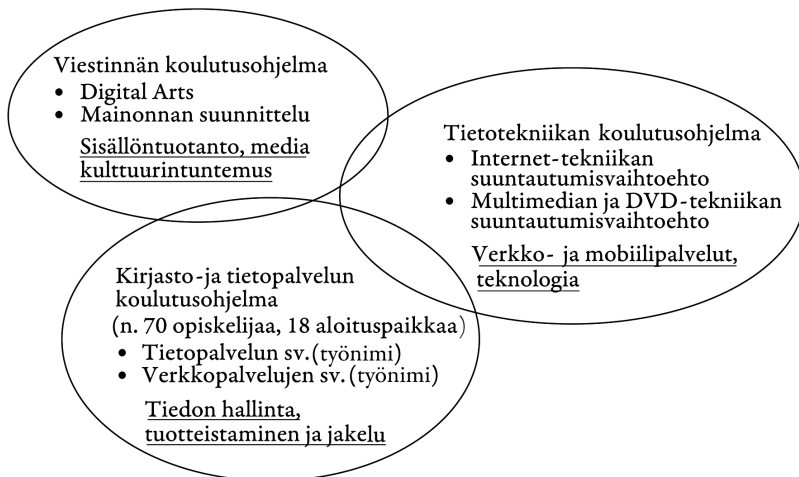 Viestinnän koulutusohjelma
• Digital Arts
• Mainonnan suunnittelu
Sisällöntuotanto, media
kulttuurintuntemus
Tietotekniikan koulutusohjelma
• Internet-tekniikan
suuntautumisvaihtoehto
• Multimedian ja DVD-tekniikan
suuntautumisvaihtoehto
Verkko- ja mobiilipalvelut,
teknologia
Kirjasto-ja tietopalvelun
koulutusohjelma
(n. 70 opiskelijaa, 18 aloituspaikkaa)
• Tietopalvelun sv.(työnimi)
• Verkkopalvelujen sv.(työnimi)
Tiedon hallinta,
tuotteistaminen ja jakelu